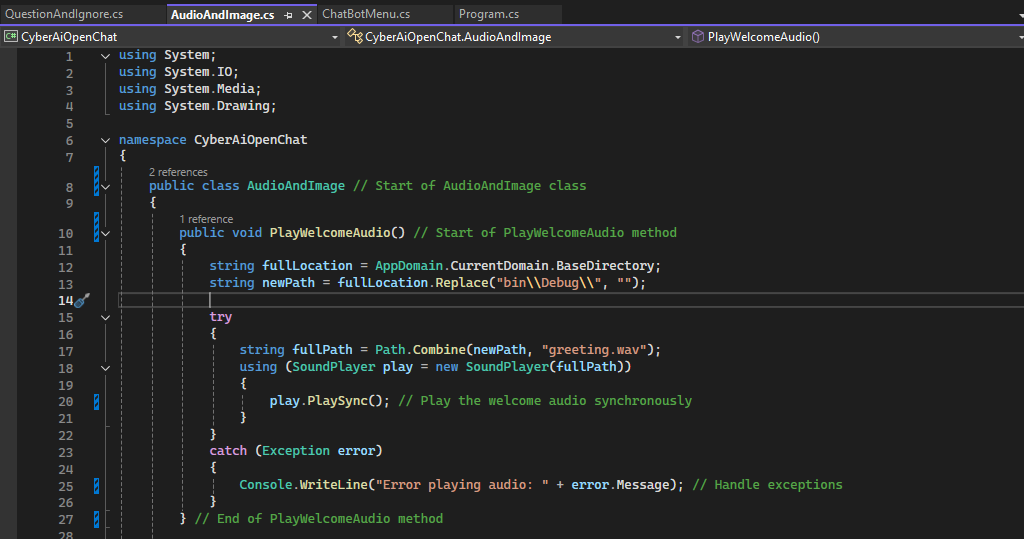 QuestionAndIgnore.cs AudioAndImage.cs ChatBotMenu.cs Program.cs
C# CyberAiOpenChat CyberAiOpenChat.AudioAndImage PlayWelcomeAudio()
1 using System;
2 using System.IO;
3 using System.Media;
4 using System.Drawing;
5
6 namespace CyberAiOpenChat
7 {
2 references
8 public class AudioAndImage // Start of AudioAndImage class
9 {
1 reference
10 public void PlayWelcomeAudio() // Start of PlayWelcomeAudio method
11 {
12 string fullLocation = AppDomain.CurrentDomain.BaseDirectory;
13 string newPath = fullLocation.Replace("bin\\Debug\\", "");
14
15 try
16 {
17 string fullPath = Path.Combine(newPath, "greeting.wav");
18 using (SoundPlayer play = new SoundPlayer(fullPath))
19 {
20 play.PlaySync(); // Play the welcome audio synchronously
21 }
22 }
23 catch (Exception error)
24 {
25 Console.WriteLine("Error playing audio: " + error.Message); // Handle exceptions
26 }
27 } // End of PlayWelcomeAudio method
28